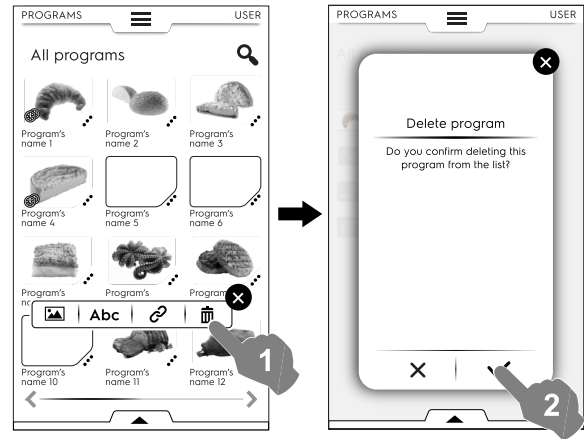 PROGRAMS USER
All programs
Program's
name 1
Program's
name 2
Program's
name 3
Program's
name 4
Program's
name 5
Program's
name 6
Program's
Program's
Abc
1
Program's
name 10
Program's
name 11
Program's
name 12
PROGRAMS USER
Delete program
Do you confirm deleting this
program from the list?
2